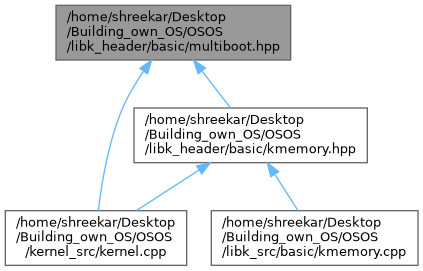 /home/shreekar/Desktop
/Building_own_OS/OSOS
/libk_header/basic/multiboot.hpp
/home/shreekar/Desktop
/Building_own_OS/OSOS
/libk_header/basic/kmemory.hpp
/home/shreekar/Desktop
/Building_own_OS/OSOS
/kernel_src/kernel.cpp
/home/shreekar/Desktop
/Building_own_OS/OSOS
/libk_src/basic/kmemory.cpp